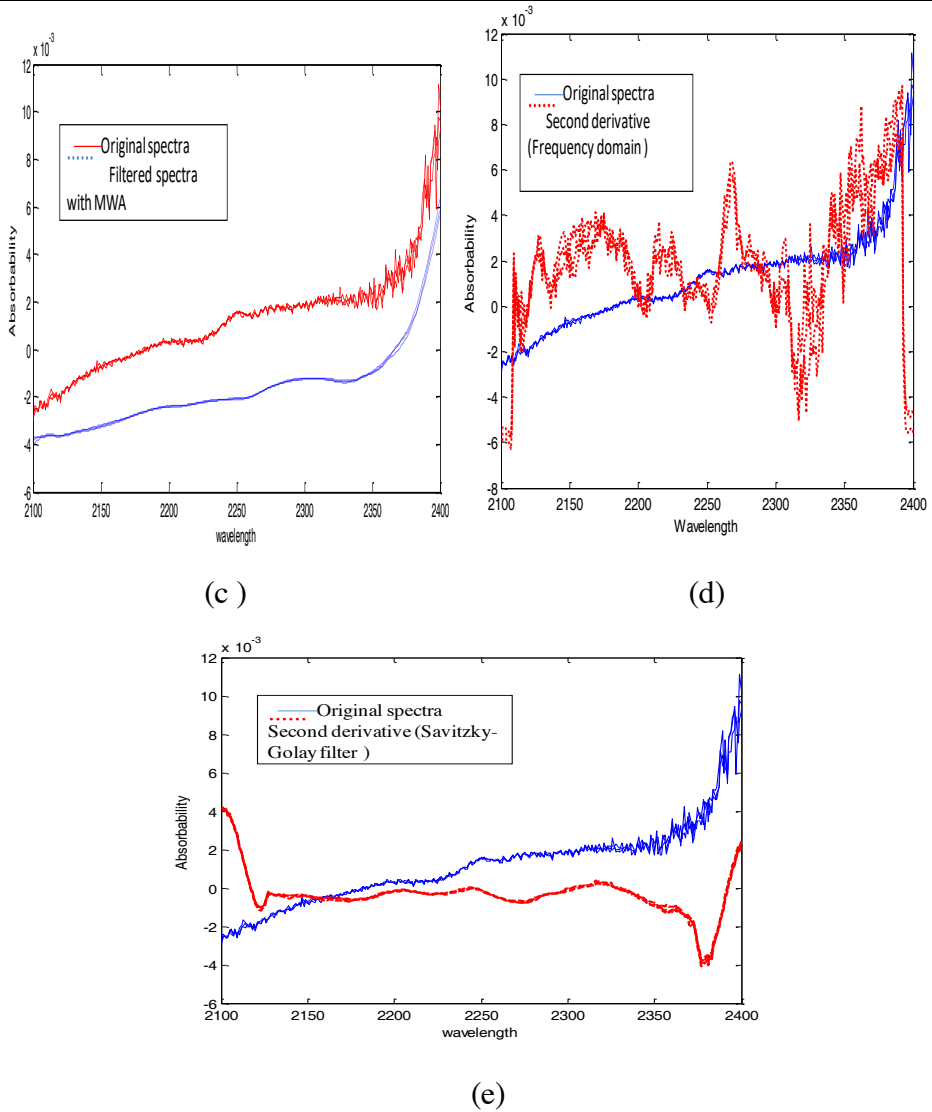 x 10-3
12
10
8
6
4
2
0
-2
-4
-6
Absorbability
Original spectra
Filtered spectra
with MWA
2100 2150 2200 2250 2300 2350 2400
wavelength
(c )
x 10-3
12
10
8
6
4
2
0
-2
-4
-6
-8
Absorbability
Original spectra
Second derivative
(Frequency domain )
2100 2150 2200 2250 2300 2350 2400
Wavelength
(d)
x 10-3
12
10
8
6
4
2
0
-2
-4
-6
Absorbability
Original spectra
Second derivative (Savitzky-
Golay filter )
2100 2150 2200 2250 2300 2350 2400
wavelength
(e)